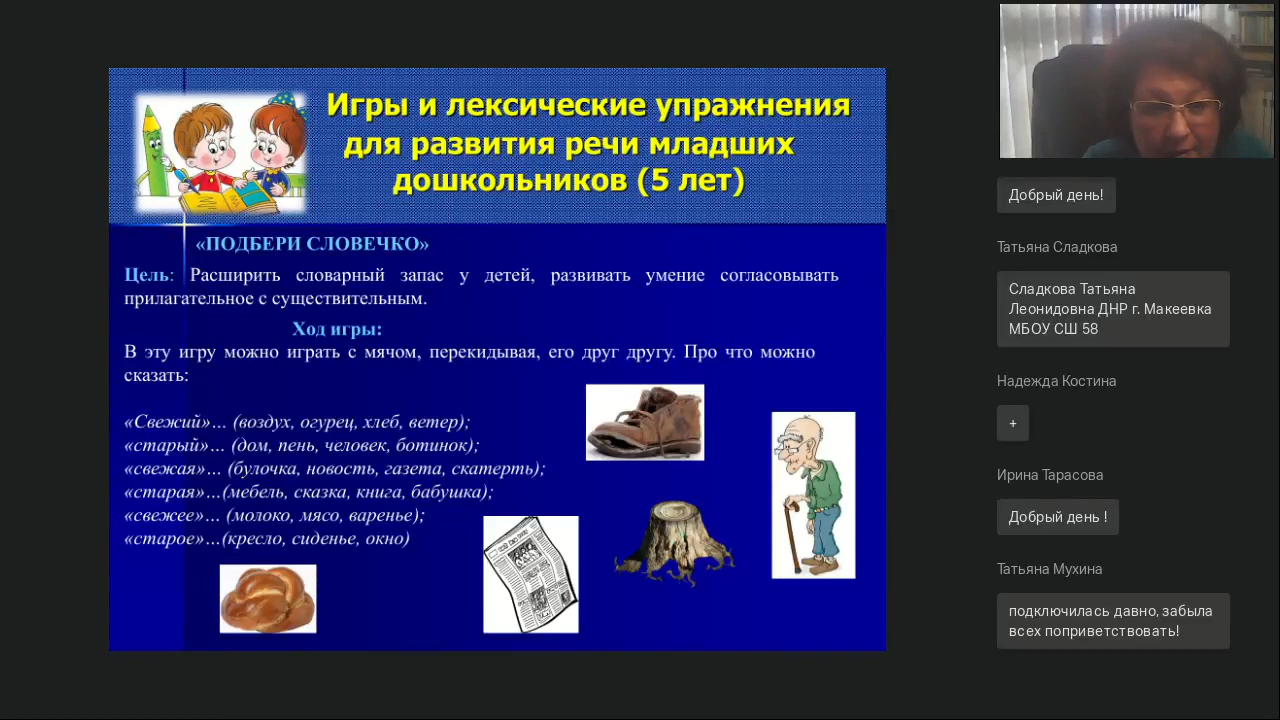 Игры и лексические упражнения
для развития речи младших
дошкольников (5 лет)
«ПОДБЕРИ СЛОВЕЧКО»
Цель: Расширить словарный запас у детей, развивать умение согласовывать
прилагательное с существительным.
Ход игры:
В эту игру можно играть с мячом, перекидывая, его друг другу. Про что можно
сказать:
«Свежий»… (воздух, огурец, хлеб, ветер);
«старый»… (дом, пень, человек, ботинок);
«свежая»… (булочка, новость, газета, скатерть);
«старая»…(мебель, сказка, книга, бабушка);
«свежее»… (молоко, мясо, варенье);
«старое»…(кресло, сиденье, окно)
Добрый день!
Татьяна Сладкова
Сладкова Татьяна
Леонидовна ДНР г. Макеевка
МБОУ СШ 58
Надежда Костина
+
Ирина Тарасова
Добрый день !
Татьяна Мухина
подключилась давно, забыла
всех поприветствовать!